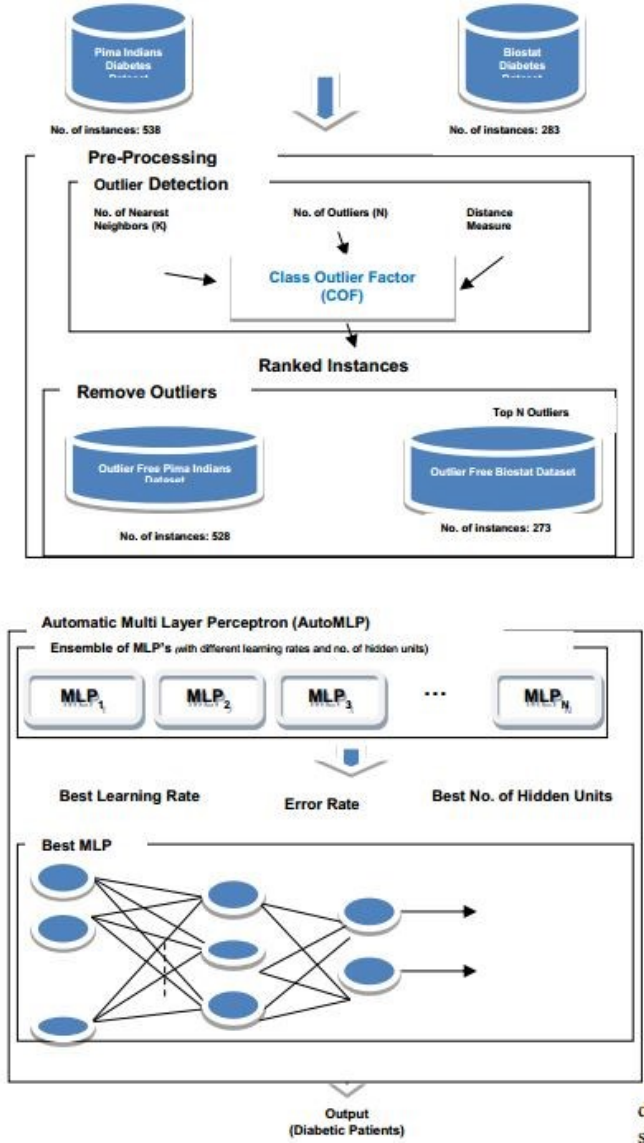 Pima Indians
Diabetes
Dataset
Biostat
Diabetes
Dataset
No. of instances: 538
No. of instances: 283
Pre-Processing
Outlier Detection
No. of Nearest
Neighbors (K)
No. of Outliers (N)
Distance
Measure
Class Outlier Factor
(COF)
Ranked Instances
Remove Outliers
Top N Outliers
Outlier Free Pima Indians
Dataset
Outlier Free Biostat Dataset
No. of instances: 528
No. of instances: 273
Automatic Multi Layer Perceptron (AutoMLP)
Ensemble of MLP's (with different learning rates and no. of hidden units)
MLP1
MLP2
MLP3
...
MLPN
Best Learning Rate
Error Rate
Best No. of Hidden Units
Best MLP
Output
(Diabetic Patients)